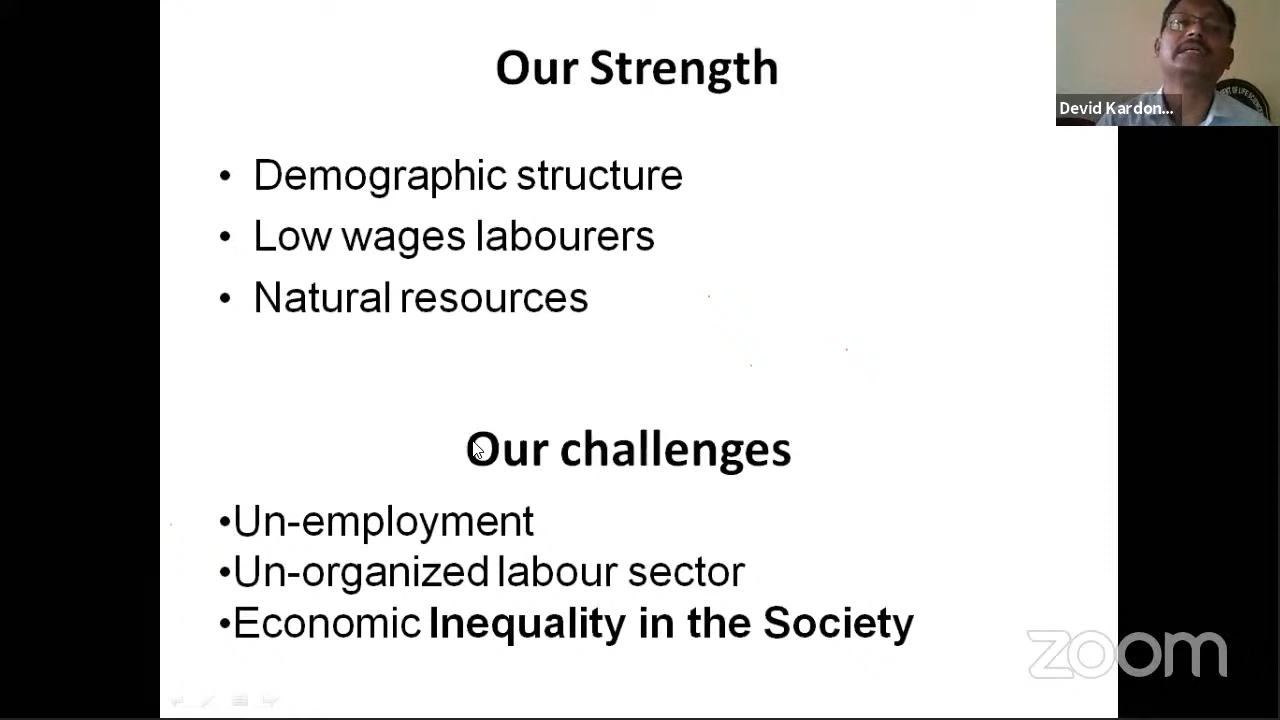 Our Strength
Devid Kardon...
• Demographic structure
• Low wages labourers
• Natural resources
Our challenges
•Un-employment
•Un-organized labour sector
•Economic Inequality in the Society
zoom